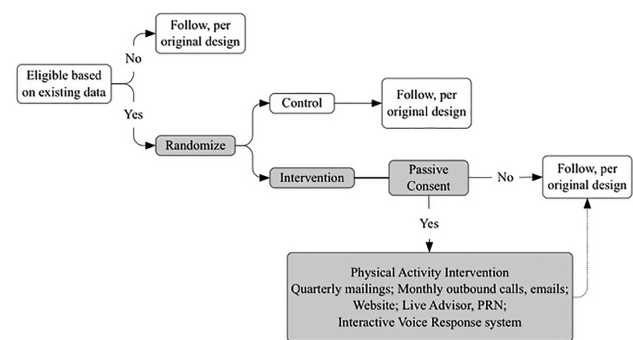 Follow, per
original design
No
Eligible based
on existing data
Yes
Control
Follow, per
original design
Randomize
Intervention
Passive
Consent
No
Follow, per
original design
Yes
Physical Activity Intervention
Quarterly mailings; Monthly outbound calls, emails;
Website; Live Advisor, PRN;
Interactive Voice Response system